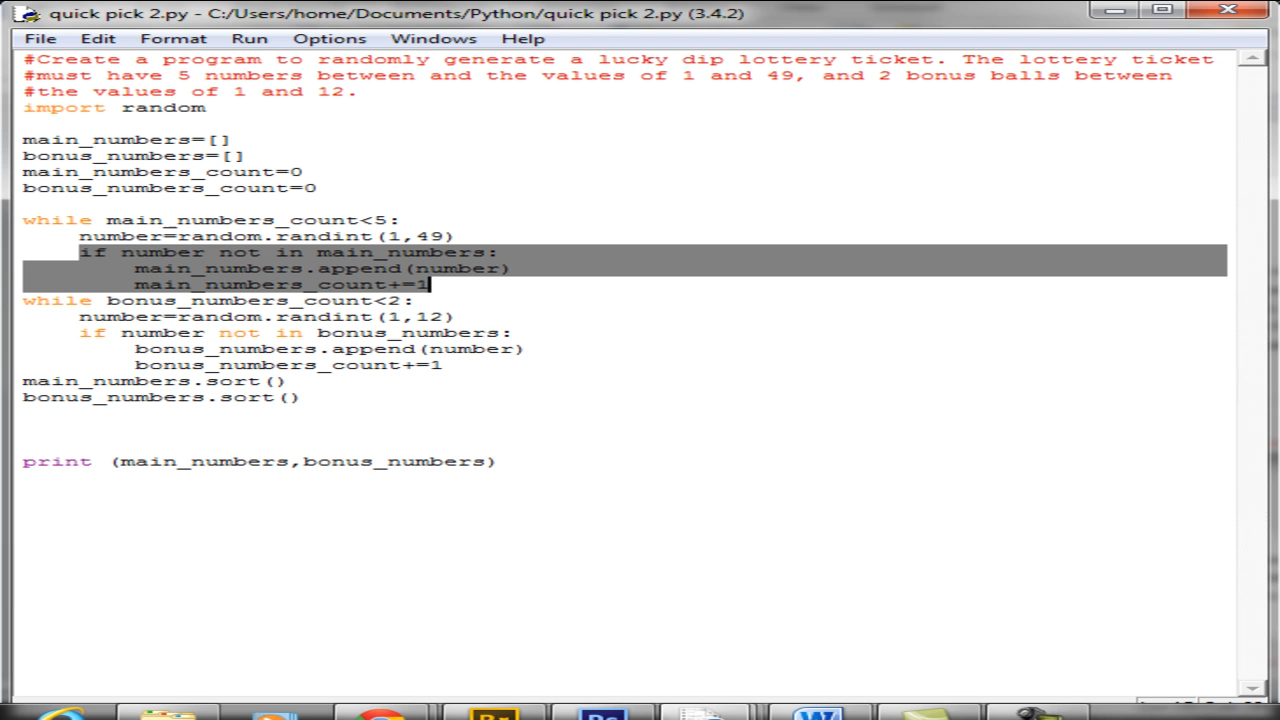 quick pick 2.py - C:/Users/home/Documents/Python/quick pick 2.py (3.4.2)
File Edit Format Run Options Windows Help
#Create a program to randomly generate a lucky dip lottery ticket. The lottery ticket
#must have 5 numbers between and the values of 1 and 49, and 2 bonus balls between
#the values of 1 and 12.
import random
main_numbers=[]
bonus_numbers=[]
main_numbers_count=0
bonus_numbers_count=0
while main_numbers_count<5:
    number=random.randint(1,49)
    if number not in main_numbers:
        main_numbers.append(number)
        main_numbers_count+=1
while bonus_numbers_count<2:
    number=random.randint(1,12)
    if number not in bonus_numbers:
        bonus_numbers.append(number)
        bonus_numbers_count+=1
main_numbers.sort()
bonus_numbers.sort()
print (main_numbers,bonus_numbers)